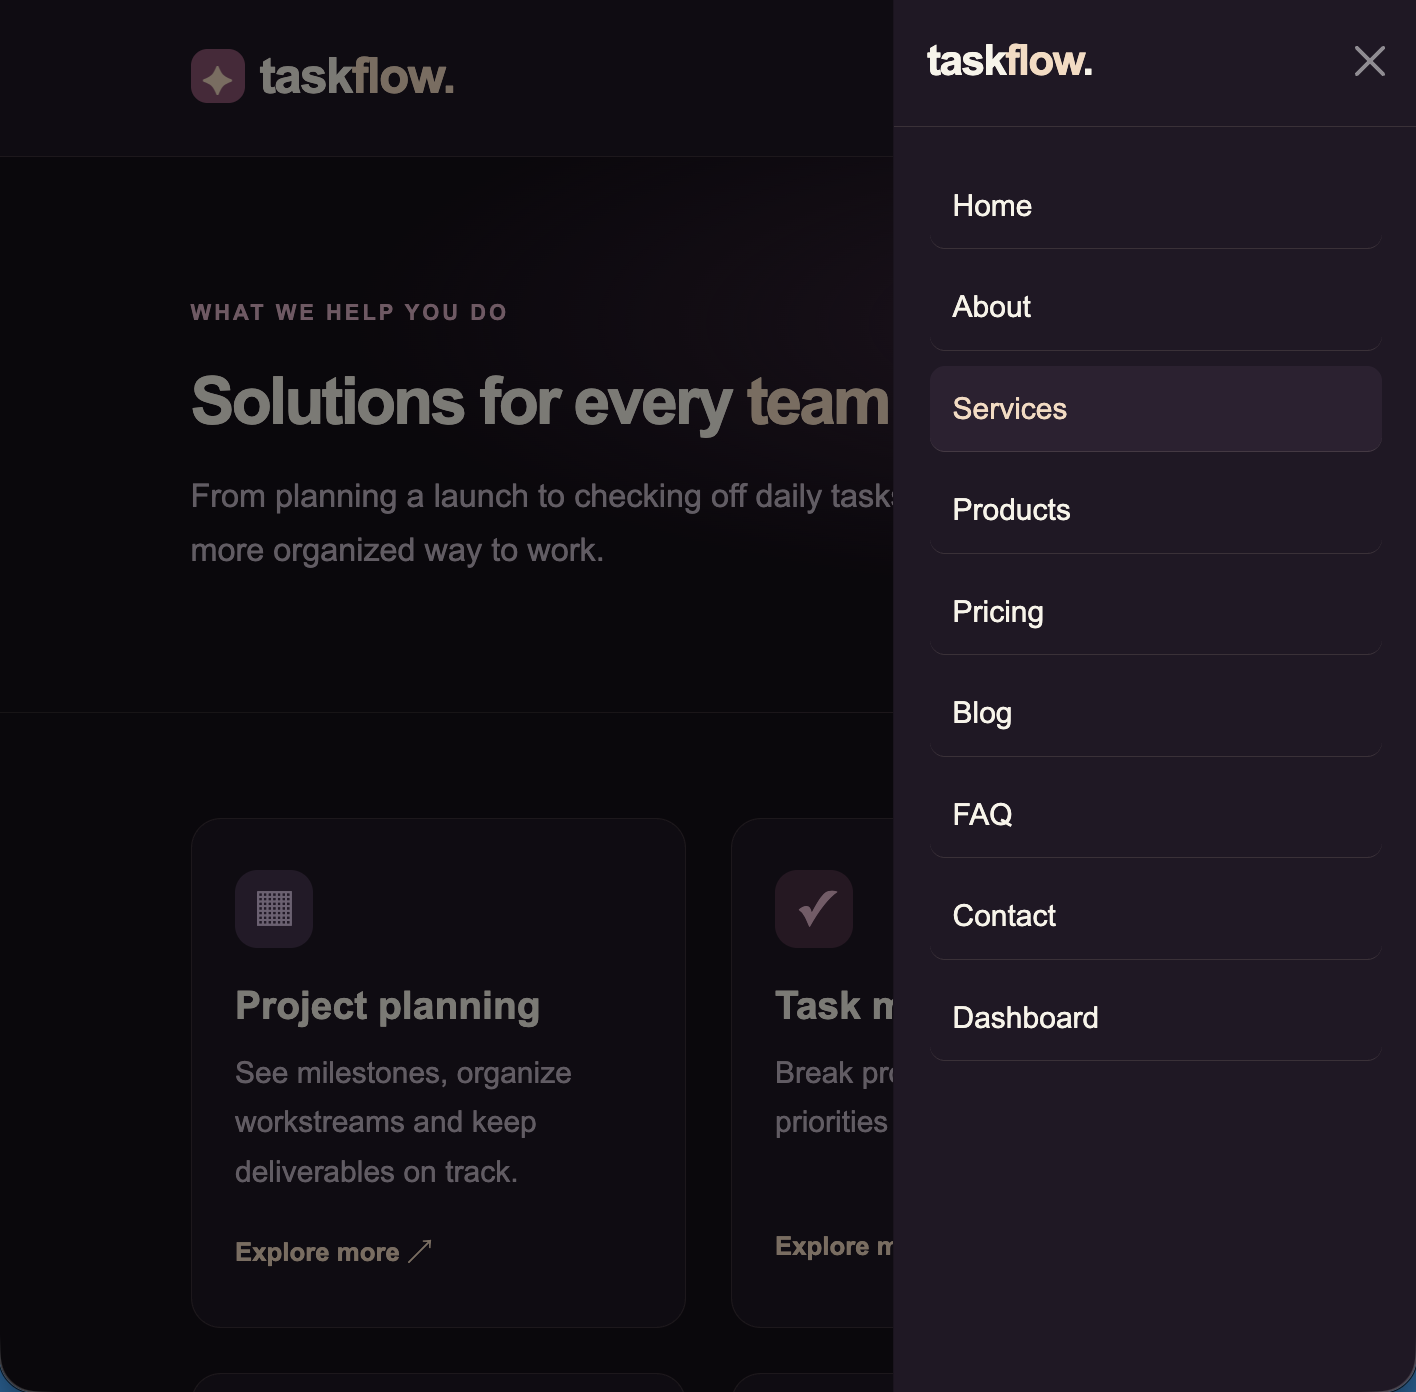 taskflow.
WHAT WE HELP YOU DO
Solutions for every team
From planning a launch to checking off daily tasks
more organized way to work.
Project planning
See milestones, organize
workstreams and keep
deliverables on track.
Explore more ↗
Task
Break
priorities
Explore
taskflow.
Home
About
Services
Products
Pricing
Blog
FAQ
Contact
Dashboard